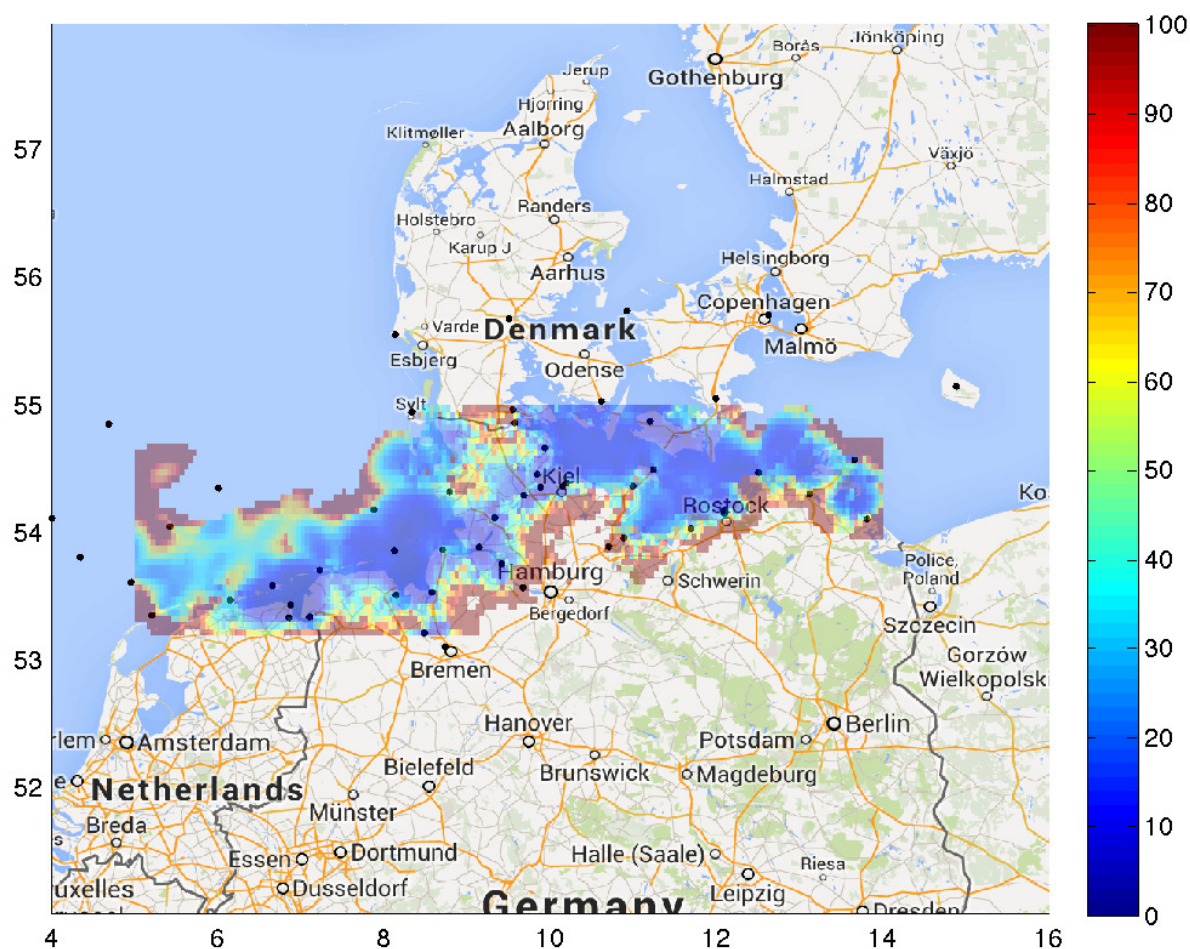 100
Gothenburg
Borås
Jönköping
Jerup
Hjorring
90
Klitmøller
Aalborg
57
Växjö
Halmstad
80
Randers
Holstebro
Karup J
Helsingborg
56
Aarhus
70
Copenhagen
Varde
Denmark
Malmö
Esbjerg
Odense
60
55
Sylt
50
Kiel
Ko
Rostock
54
40
Police,
Poland
Hamburg
Schwerin
Bergedorf
Szczecin
30
53
Bremen
Gorzów
Wielkopolsk
Hanover
Berlin
rlem
Amsterdam
Potsdam
20
Bielefeld
Brunswick
Magdeburg
52
e
Netherlands
Münster
Breda
10
s
Essen
Dortmund
Halle (Saale)
Riesa
uxelles
Dusseldorf
Leipzig
Germany
Dresden
0
4
6
8
10
12
14
16